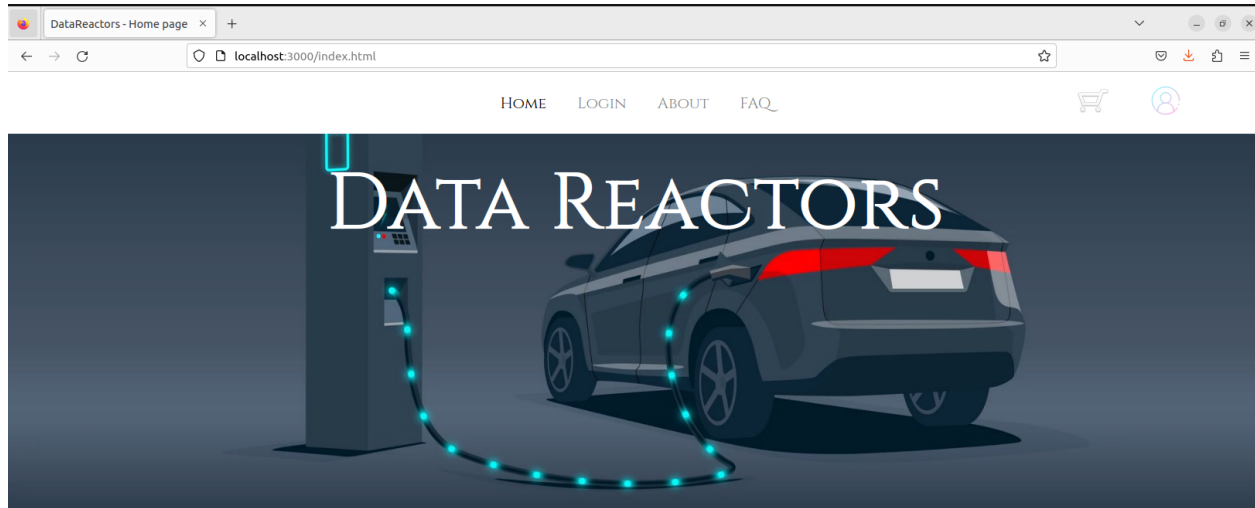 DataReactors - Home page
localhost:3000/index.html
Home Login About FAQ
Data Reactors